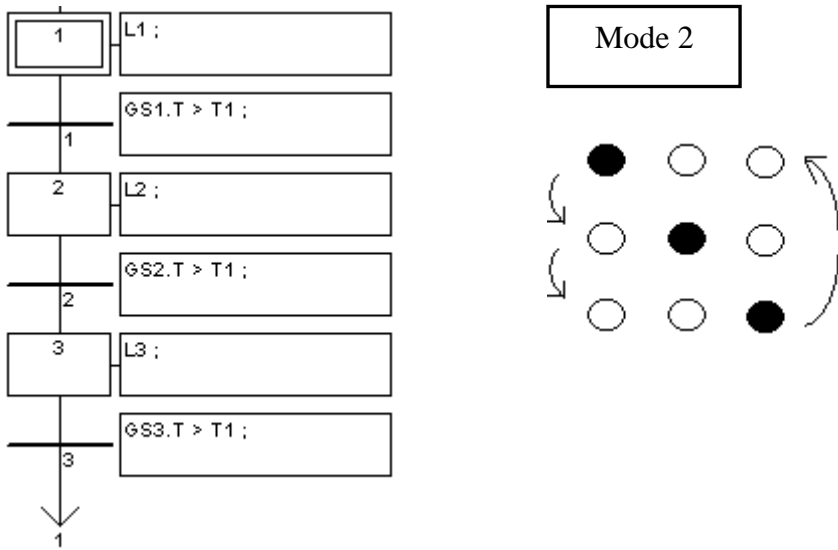 1
L1 ;
GS1.T > T1 ;
1
2
L2 ;
GS2.T > T1 ;
2
3
L3 ;
GS3.T > T1 ;
3
1
Mode 2